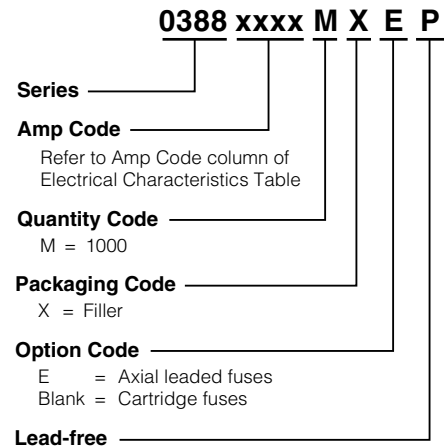 0388 xxxx M X E P
Series
Amp Code
Refer to Amp Code column of
Electrical Characteristics Table
Quantity Code
M = 1000
Packaging Code
X = Filler
Option Code
E = Axial leaded fuses
Blank = Cartridge fuses
Lead-free